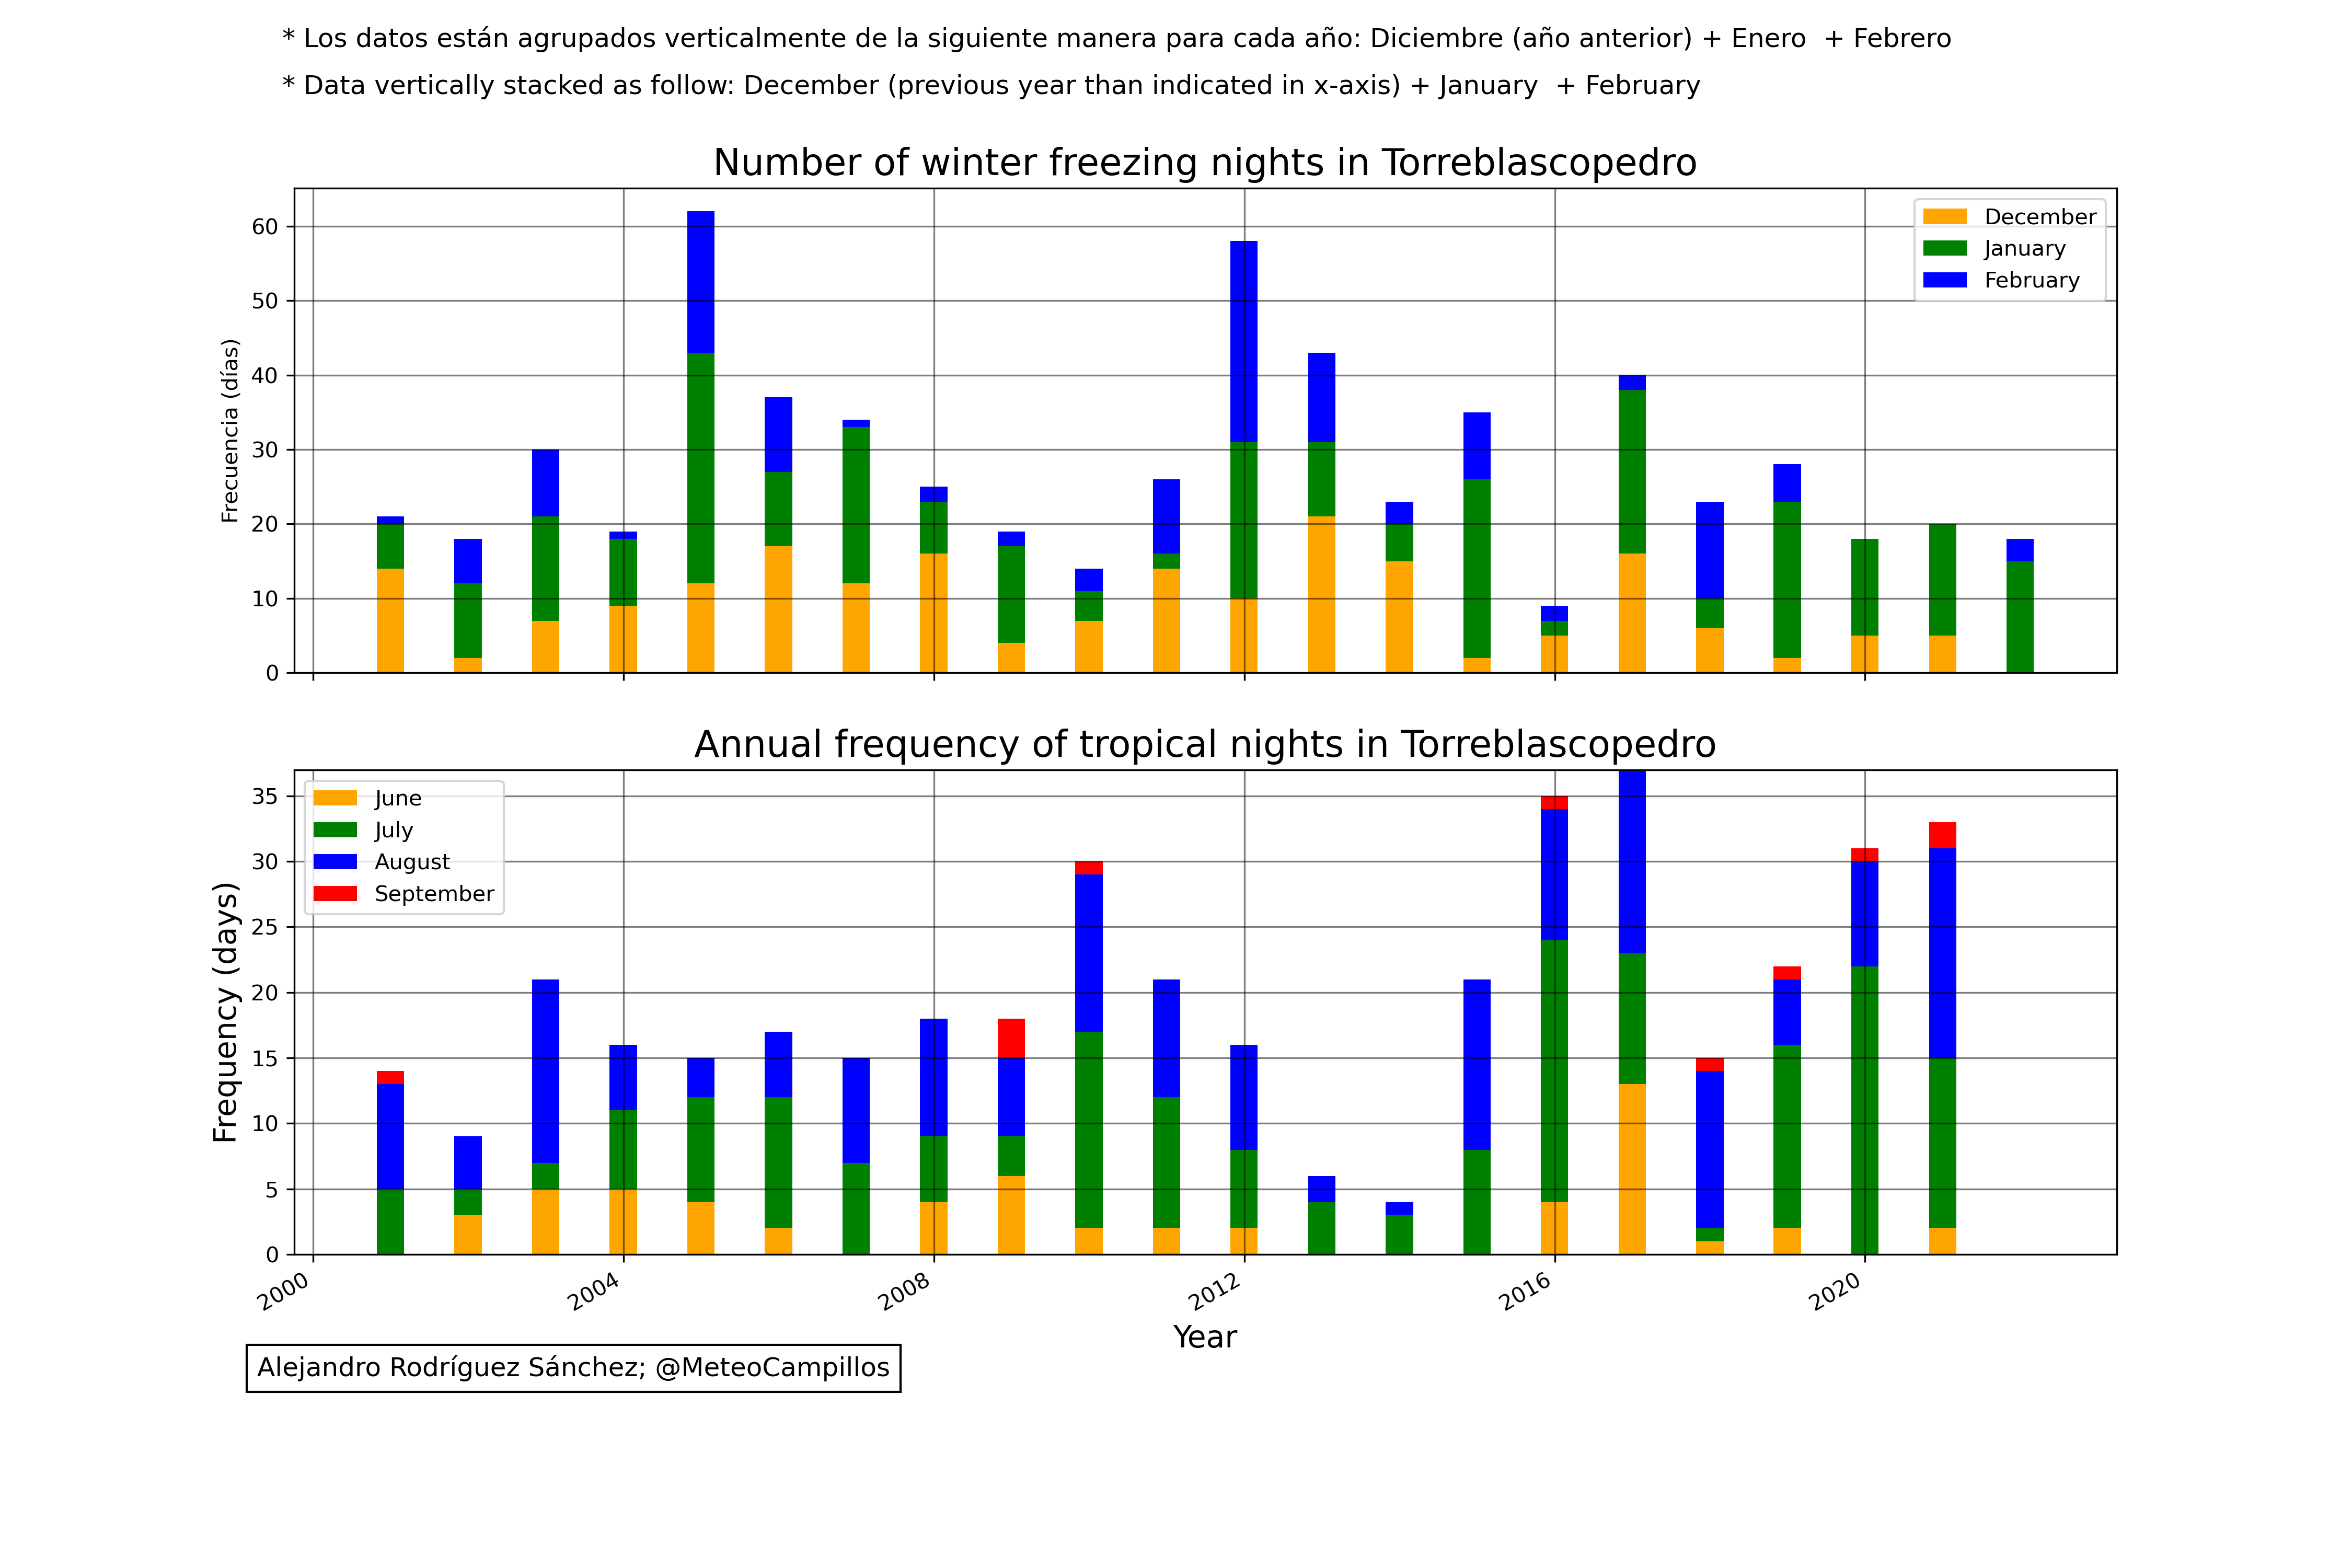 * Los datos están agrupados verticalmente de la siguiente manera para cada año: Diciembre (año anterior) + Enero  + Febrero
* Data vertically stacked as follow: December (previous year than indicated in x-axis) + January  + February
Number of winter freezing nights in Torreblascopedro
Frecuencia (días)
60
50
40
30
20
10
0
December
January
February
Annual frequency of tropical nights in Torreblascopedro
Frequency (days)
35
30
25
20
15
10
5
0
June
July
August
September
2000
2004
2008
2012
2016
2020
Year
Alejandro Rodríguez Sánchez; @MeteoCampillos